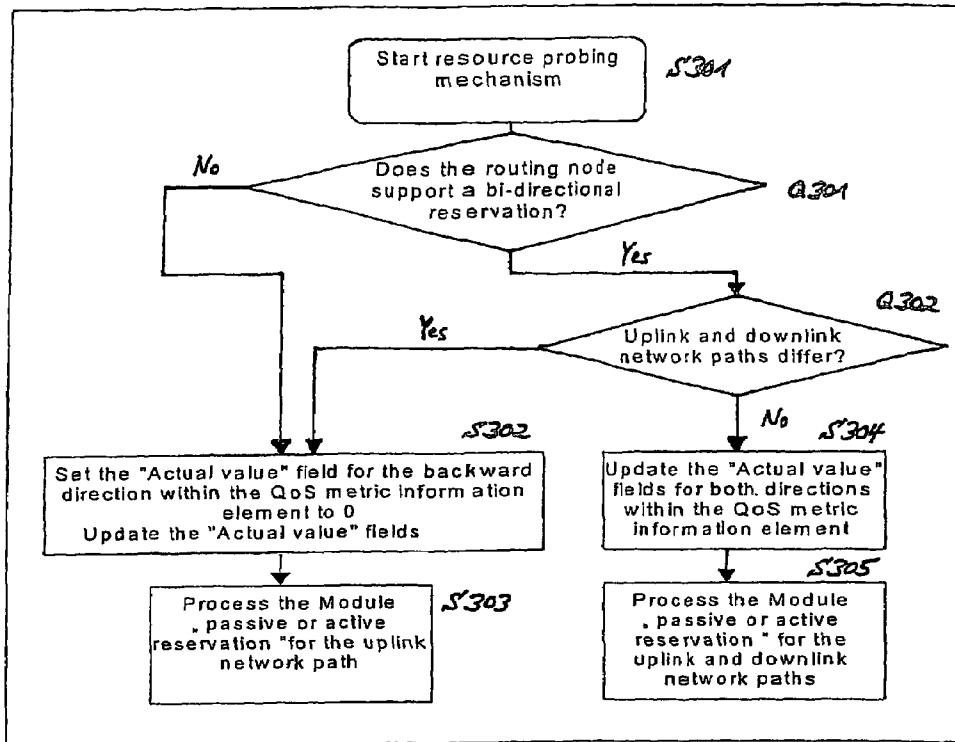 Start resource probing
mechanism
S301
No
Does the routing node
support a bi-directional
reservation?
Q301
Yes
Q302
Yes
Uplink and downlink
network paths differ?
No
S302
S304
Set the "Actual value" field for the backward
direction within the QoS metric information
element to 0
Update the "Actual value" fields
Update the "Actual value"
fields for both. directions
within the QoS metric
information element
S305
Process the Module
„ passive or active
reservation "for the uplink
network path
S303
Process the Module
„ passive or active
reservation " for the
uplink and downlink
network paths